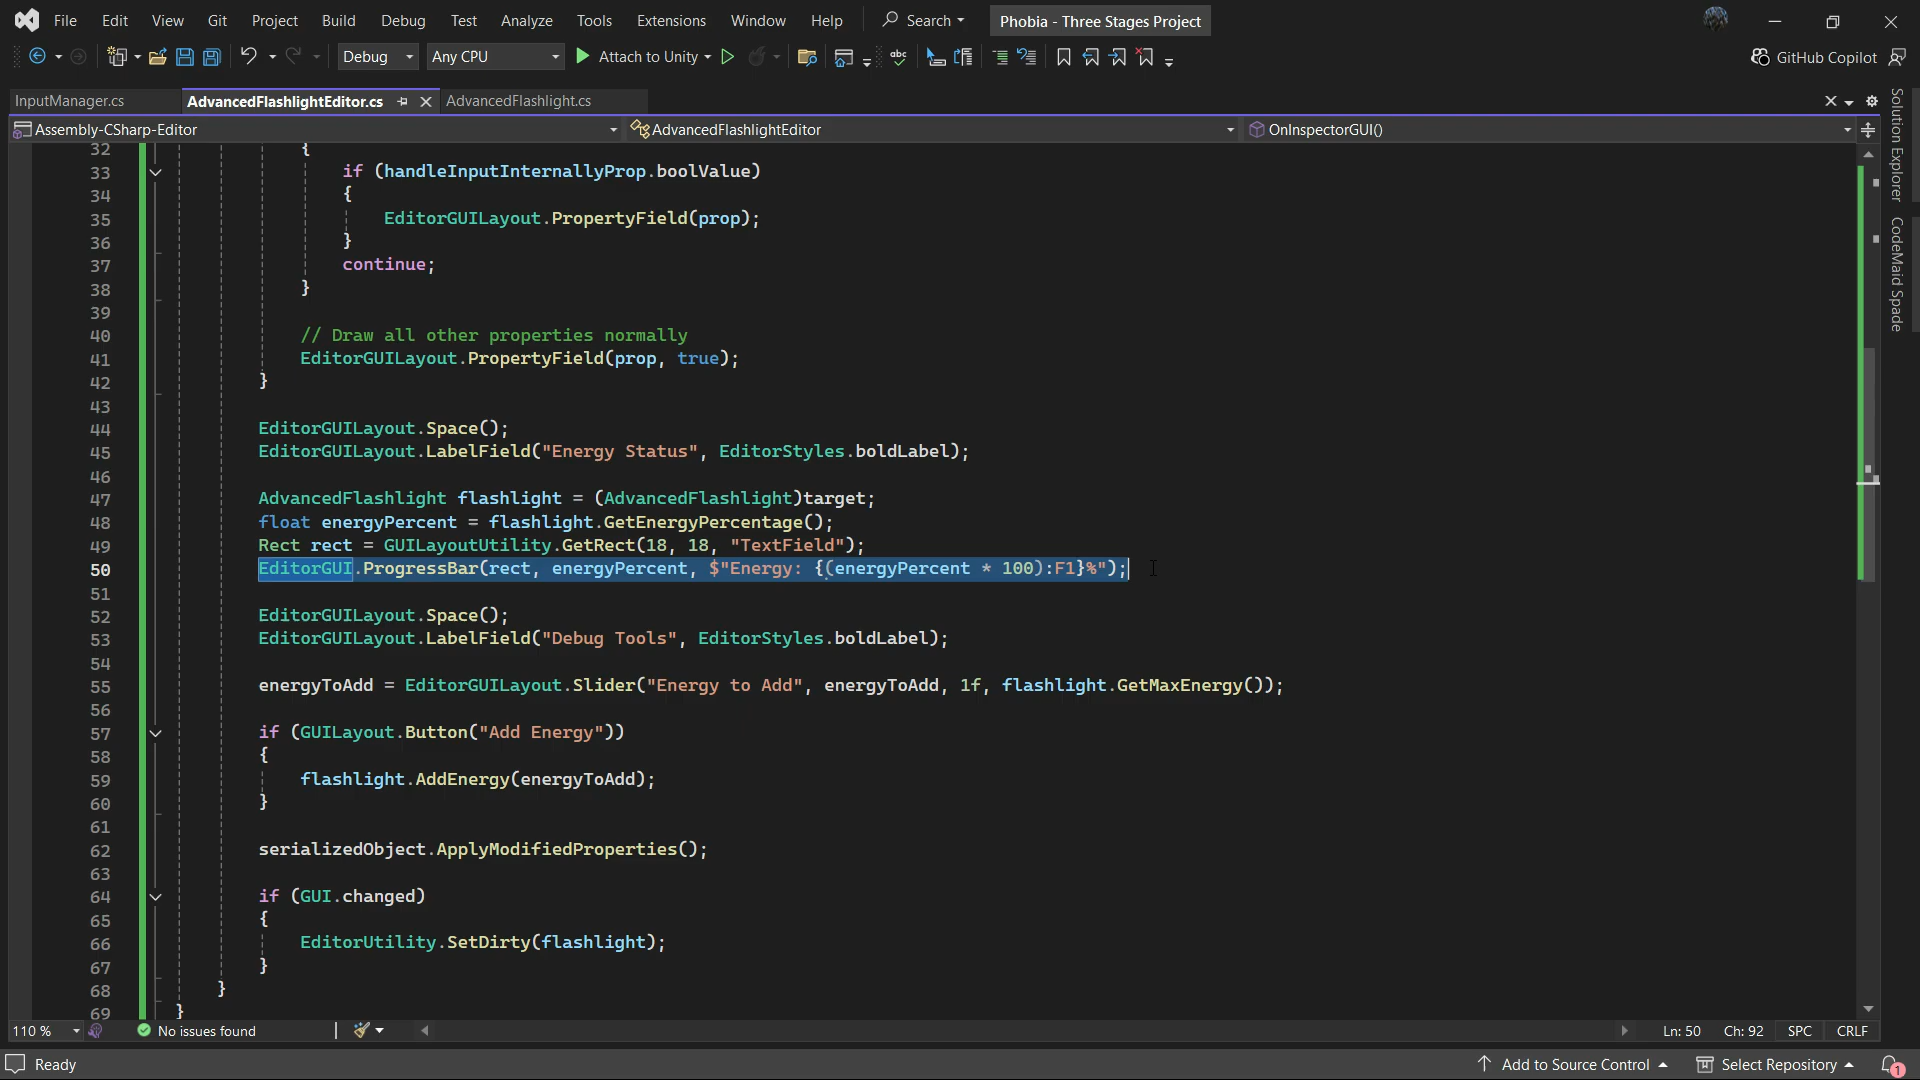 File Edit View Git Project Build Debug Test Analyze Tools Extensions Window Help Search Phobia - Three Stages Project
Debug Any CPU Attach to Unity abc GitHub Copilot
InputManager.cs AdvancedFlashlightEditor.cs AdvancedFlashlight.cs
Assembly-CSharp-Editor AdvancedFlashlightEditor OnInspectorGUI()
32 {
33 if (handleInputInternallyProp.boolValue)
34 {
35 EditorGUILayout.PropertyField(prop);
36 }
37 continue;
38 }
39
40 // Draw all other properties normally
41 EditorGUILayout.PropertyField(prop, true);
42 }
43
44 EditorGUILayout.Space();
45 EditorGUILayout.LabelField("Energy Status", EditorStyles.boldLabel);
46
47 AdvancedFlashlight flashlight = (AdvancedFlashlight)target;
48 float energyPercent = flashlight.GetEnergyPercentage();
49 Rect rect = GUILayoutUtility.GetRect(18, 18, "TextField");
50 EditorGUI.ProgressBar(rect, energyPercent, $"Energy: {(energyPercent * 100):F1}%");
51
52 EditorGUILayout.Space();
53 EditorGUILayout.LabelField("Debug Tools", EditorStyles.boldLabel);
54
55 energyToAdd = EditorGUILayout.Slider("Energy to Add", energyToAdd, 1f, flashlight.GetMaxEnergy());
56
57 if (GUILayout.Button("Add Energy"))
58 {
59 flashlight.AddEnergy(energyToAdd);
60 }
61
62 serializedObject.ApplyModifiedProperties();
63
64 if (GUI.changed)
65 {
66 EditorUtility.SetDirty(flashlight);
67 }
68 }
69 }
Solution Explorer
CodeMaid Spade
110 % No issues found Ln: 50 Ch: 92 SPC CRLF
Ready Add to Source Control Select Repository 1